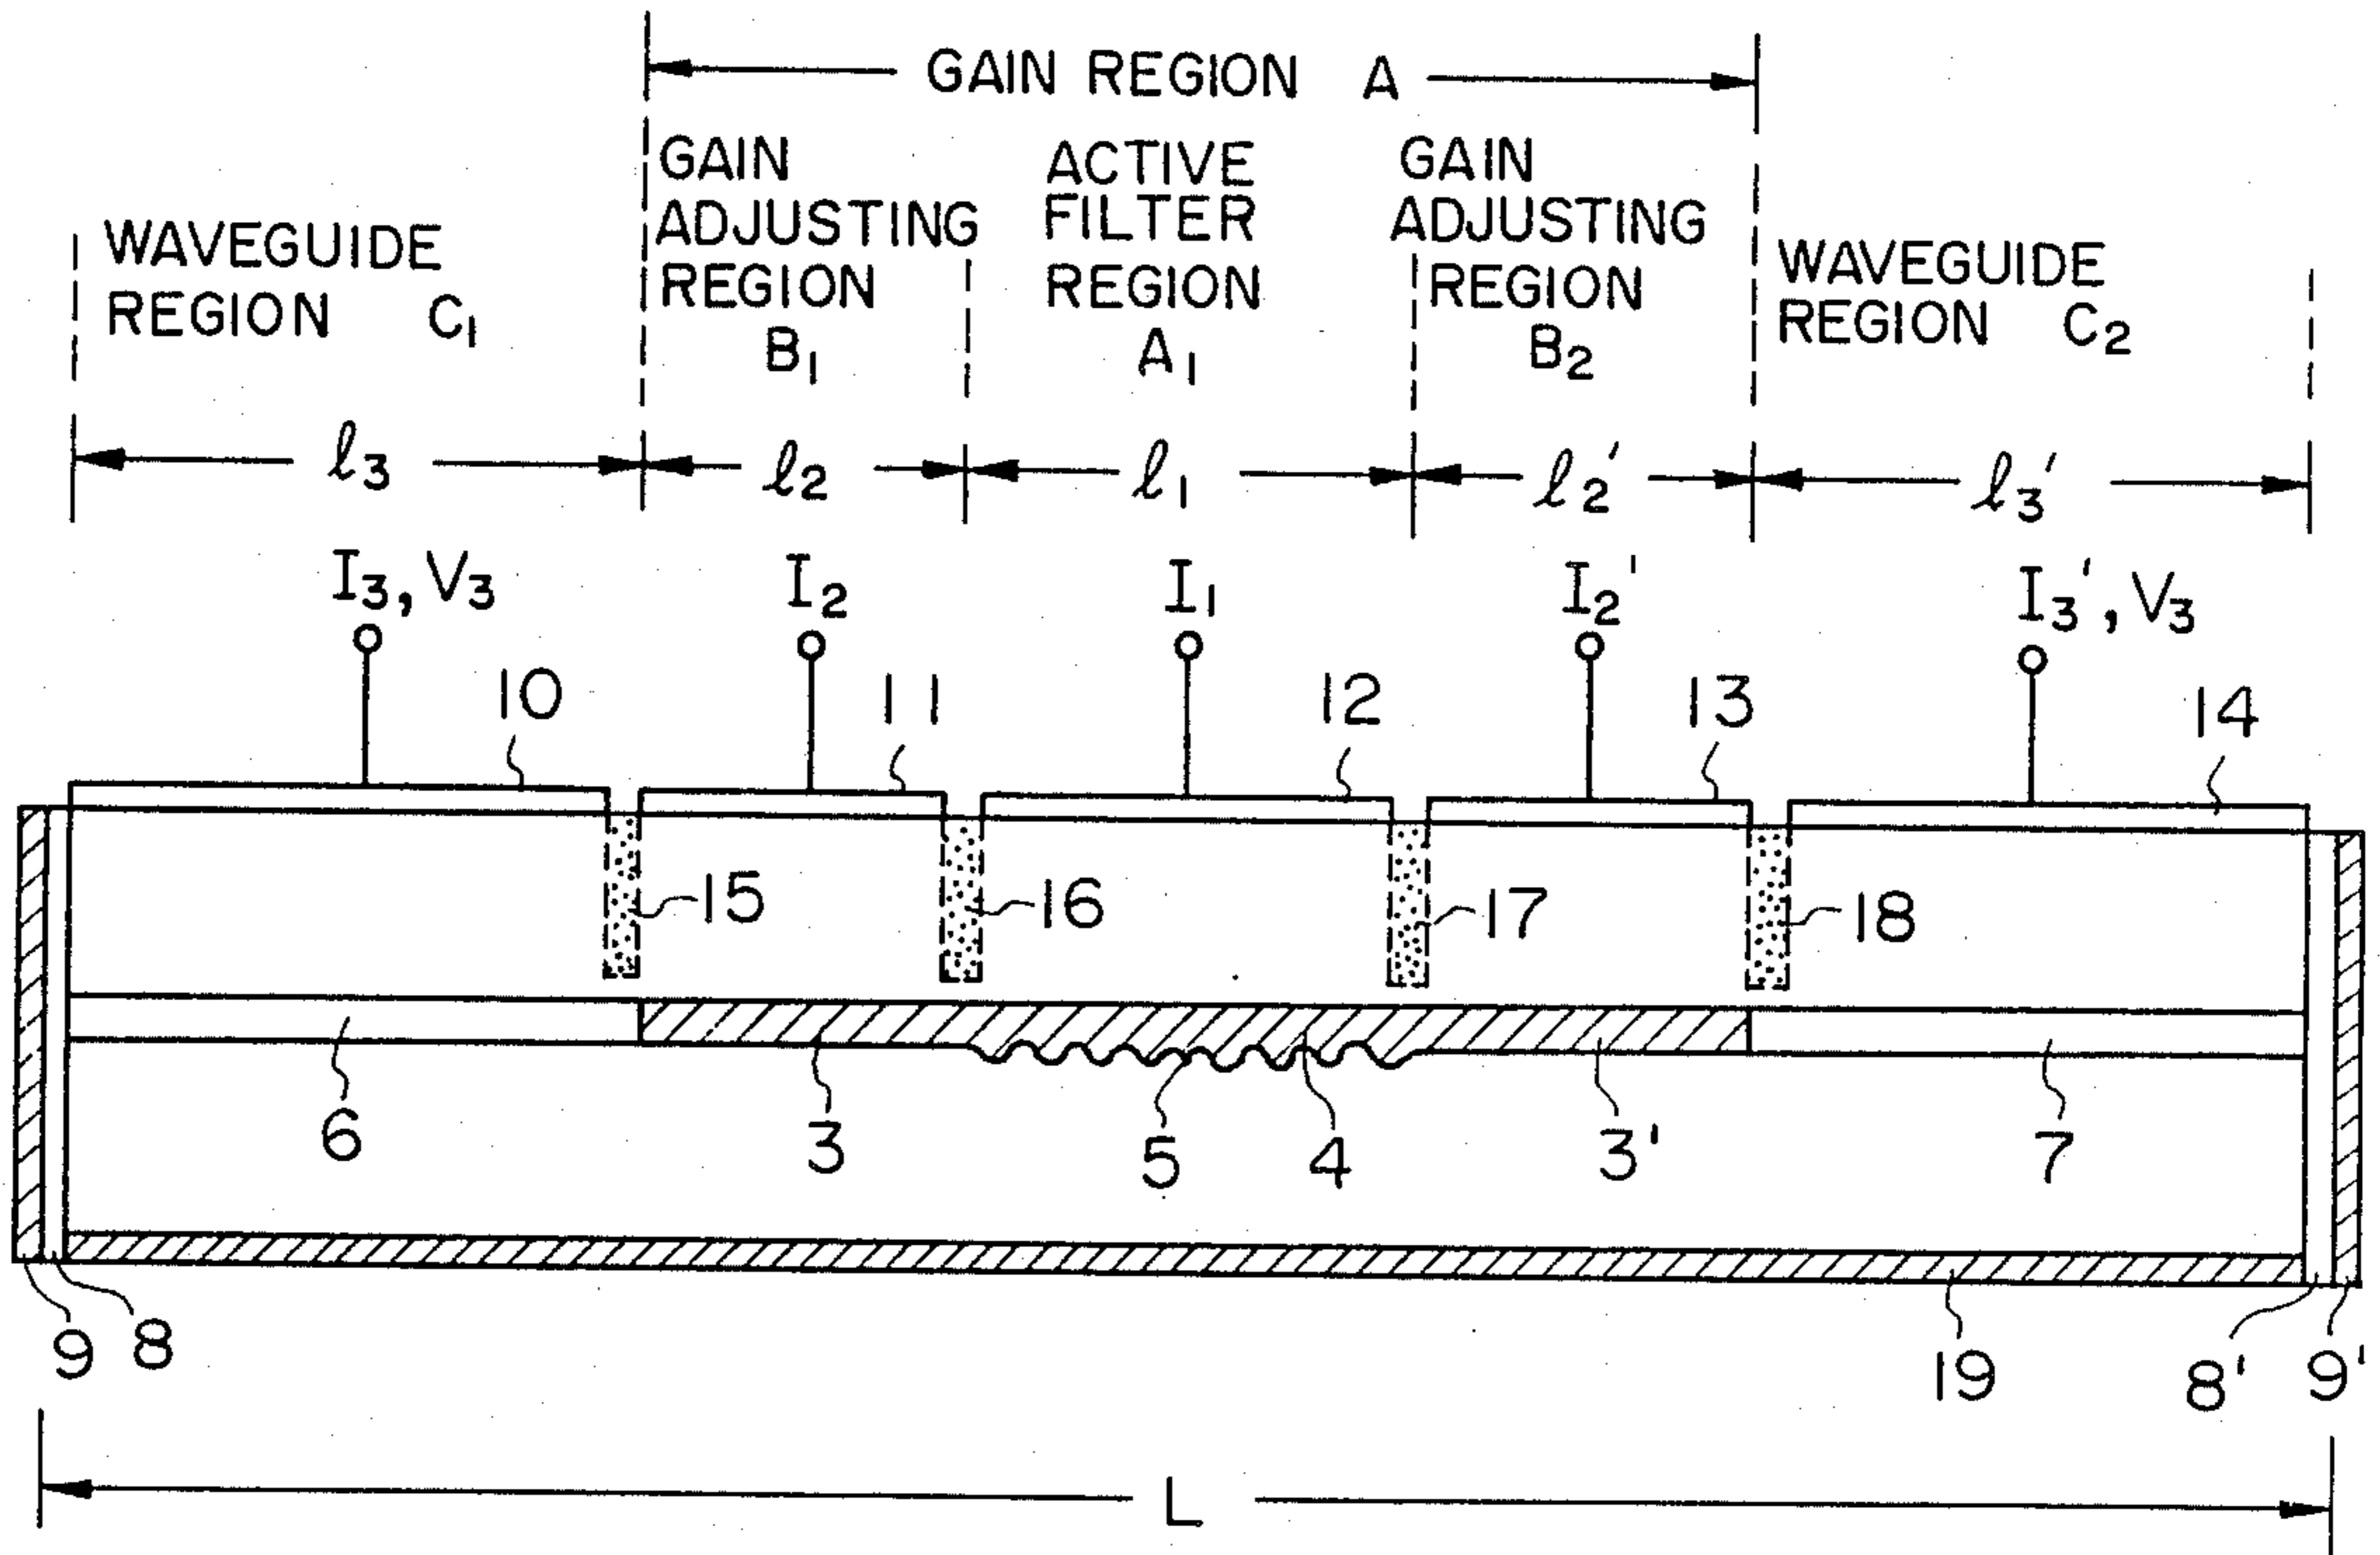 GAIN REGION A
WAVEGUIDE
REGION C₁
GAIN
ADJUSTING
REGION
B₁
ACTIVE
FILTER
REGION
A₁
GAIN
ADJUSTING
REGION
B₂
WAVEGUIDE
REGION C₂
ℓ₃ ℓ₂ ℓ₁ ℓ₂' ℓ₃'
I₃, V₃ I₂ I₁ I₂' I₃', V₃
10 11 12 13 14
15 16 17 18
6 3 5 4 3' 7
9 8 19 8' 9'
L